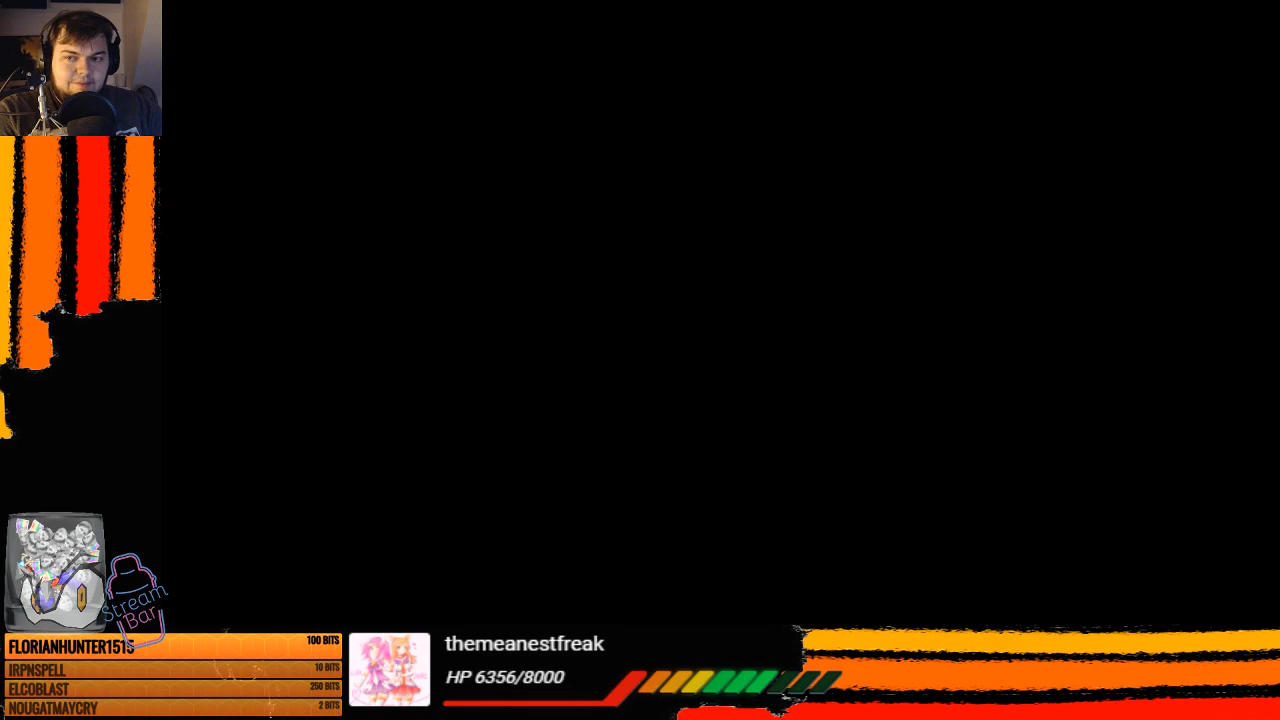 Stream
Bar
FLORIANHUNTER1515 100 BITS
IRPNSPELL 10 BITS
ELCOBLAST 250 BITS
NOUGATMAYCRY 2 BITS
themeanestfreak
HP 6356/8000